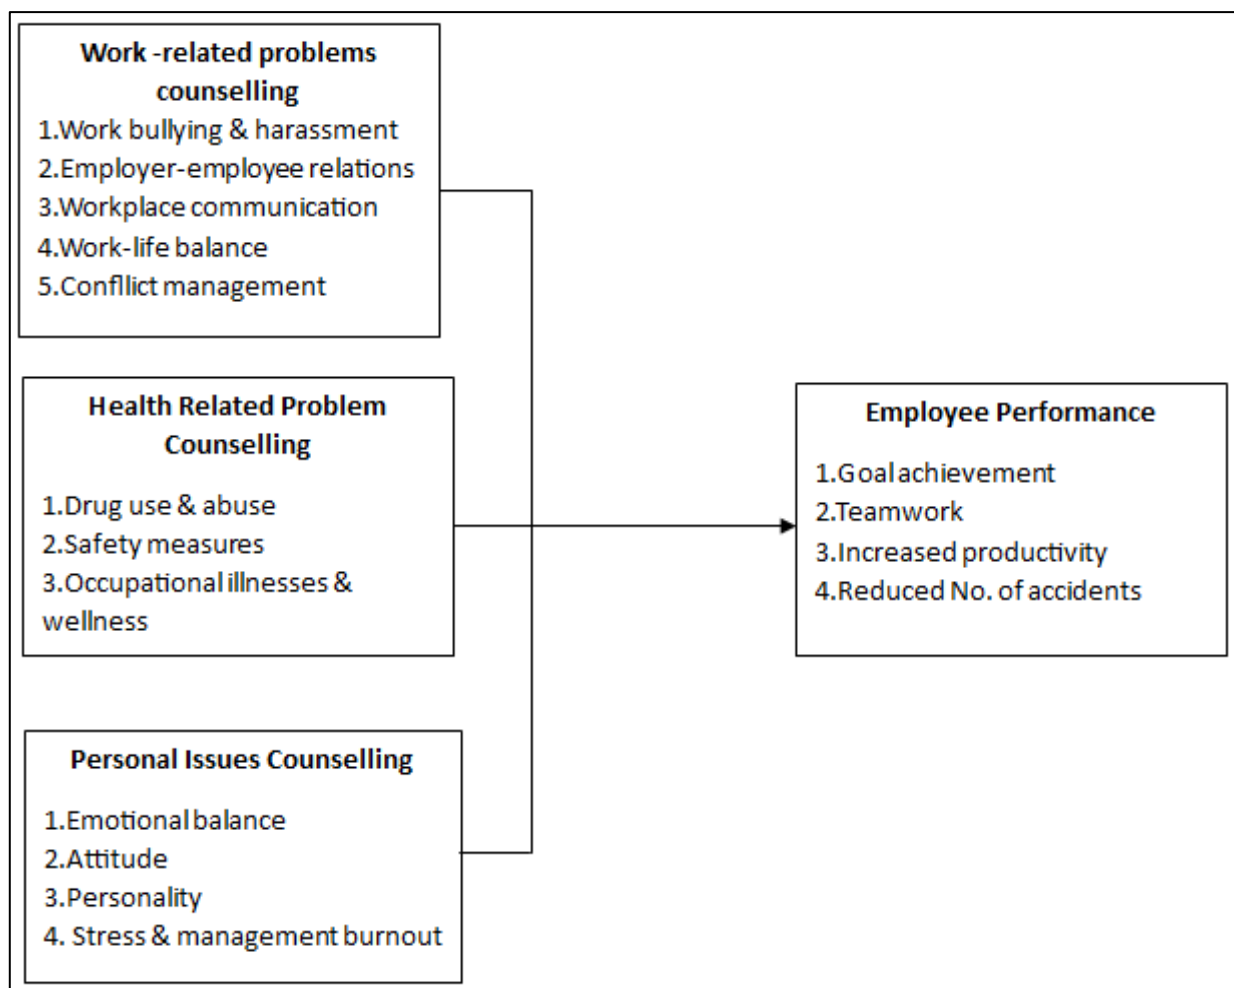 Work -related problems
counselling
1.Work bullying & harassment
2.Employer-employee relations
3.Workplace communication
4.Work-life balance
5.Confllict management
Health Related Problem
Counselling
1.Drug use & abuse
2.Safety measures
3.Occupational illnesses &
wellness
Personal Issues Counselling
1.Emotional balance
2.Attitude
3.Personality
4. Stress & management burnout
Employee Performance
1.Goal achievement
2.Teamwork
3.Increased productivity
4.Reduced No. of accidents